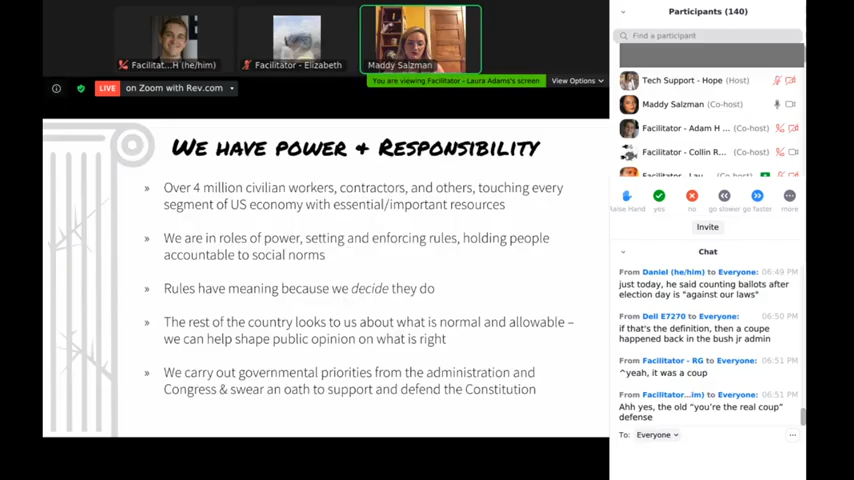 Facilitat...H (he/him)
Facilitator - Elizabeth
Maddy Salzman
You are viewing Facilitator - Laura Adams's screen
View Options
LIVE
on Zoom with Rev.com
WE HAVE POWER + RESPONSIBILITY
» Over 4 million civilian workers, contractors, and others, touching every
segment of US economy with essential/important resources
» We are in roles of power, setting and enforcing rules, holding people
accountable to social norms
» Rules have meaning because we decide they do
» The rest of the country looks to us about what is normal and allowable –
we can help shape public opinion on what is right
» We carry out governmental priorities from the administration and
Congress & swear an oath to support and defend the Constitution
Participants (140)
Find a participant
Tech Support - Hope (Host)
Maddy Salzman (Co-host)
Facilitator - Adam H ... (Co-host)
Facilitator - Collin R... (Co-host)
Facilitator - Lau... (Co-host)
Raise Hand
yes
no
go slower
go faster
more
Invite
Chat
From Daniel (he/him) to Everyone: 06:49 PM
just today, he said counting ballots after
election day is "against our laws"
From Dell E7270 to Everyone: 06:50 PM
if that's the definition, then a coupe
happened back in the bush jr admin
From Facilitator - RG to Everyone: 06:51 PM
^yeah, it was a coup
From Facilitator...im) to Everyone: 06:51 PM
Ahh yes, the old "you're the real coup"
defense
To: Everyone
...